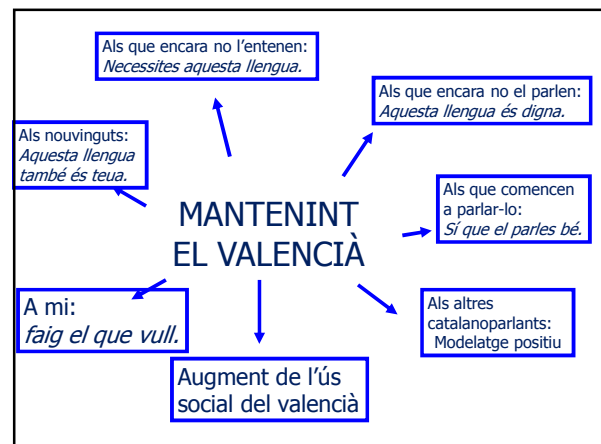 Als que encara no l'entenen:
Necessites aquesta llengua.
Als que encara no el parlen:
Aquesta llengua és digna.
Als nouvinguts:
Aquesta llengua
també és teua.
MANTENINT
EL VALENCIÀ
Als que comencen
a parlar-lo:
Sí que el parles bé.
A mi:
faig el que vull.
Als altres
catalanoparlants:
Modelatge positiu
Augment de l'ús
social del valencià